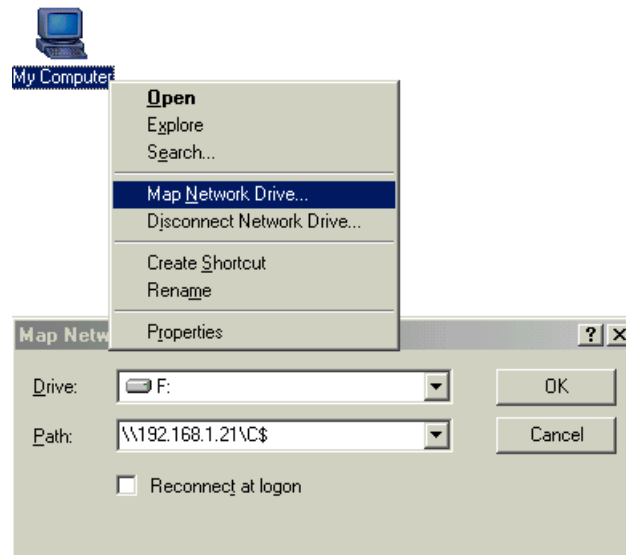 My Computer
Open
Explore
Search...
Map Network Drive...
Disconnect Network Drive...
Create Shortcut
Rename
Properties
Map Netw
?
Drive:
F:
OK
Path:
\\192.168.1.21\C$
Cancel
Reconnect at logon